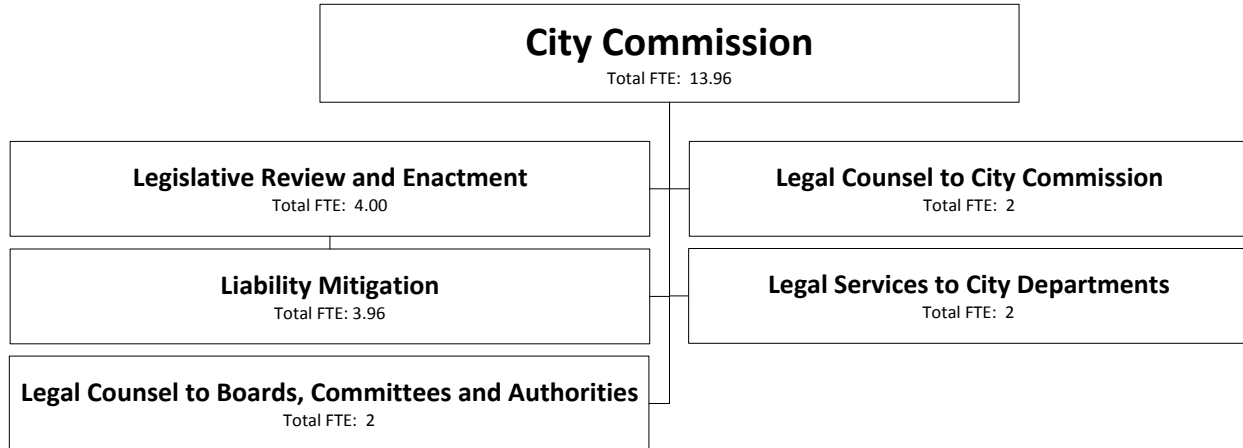 City Commission
Total FTE: 13.96
Legislative Review and Enactment
Total FTE: 4.00
Legal Counsel to City Commission
Total FTE: 2
Liability Mitigation
Total FTE: 3.96
Legal Services to City Departments
Total FTE: 2
Legal Counsel to Boards, Committees and Authorities
Total FTE: 2